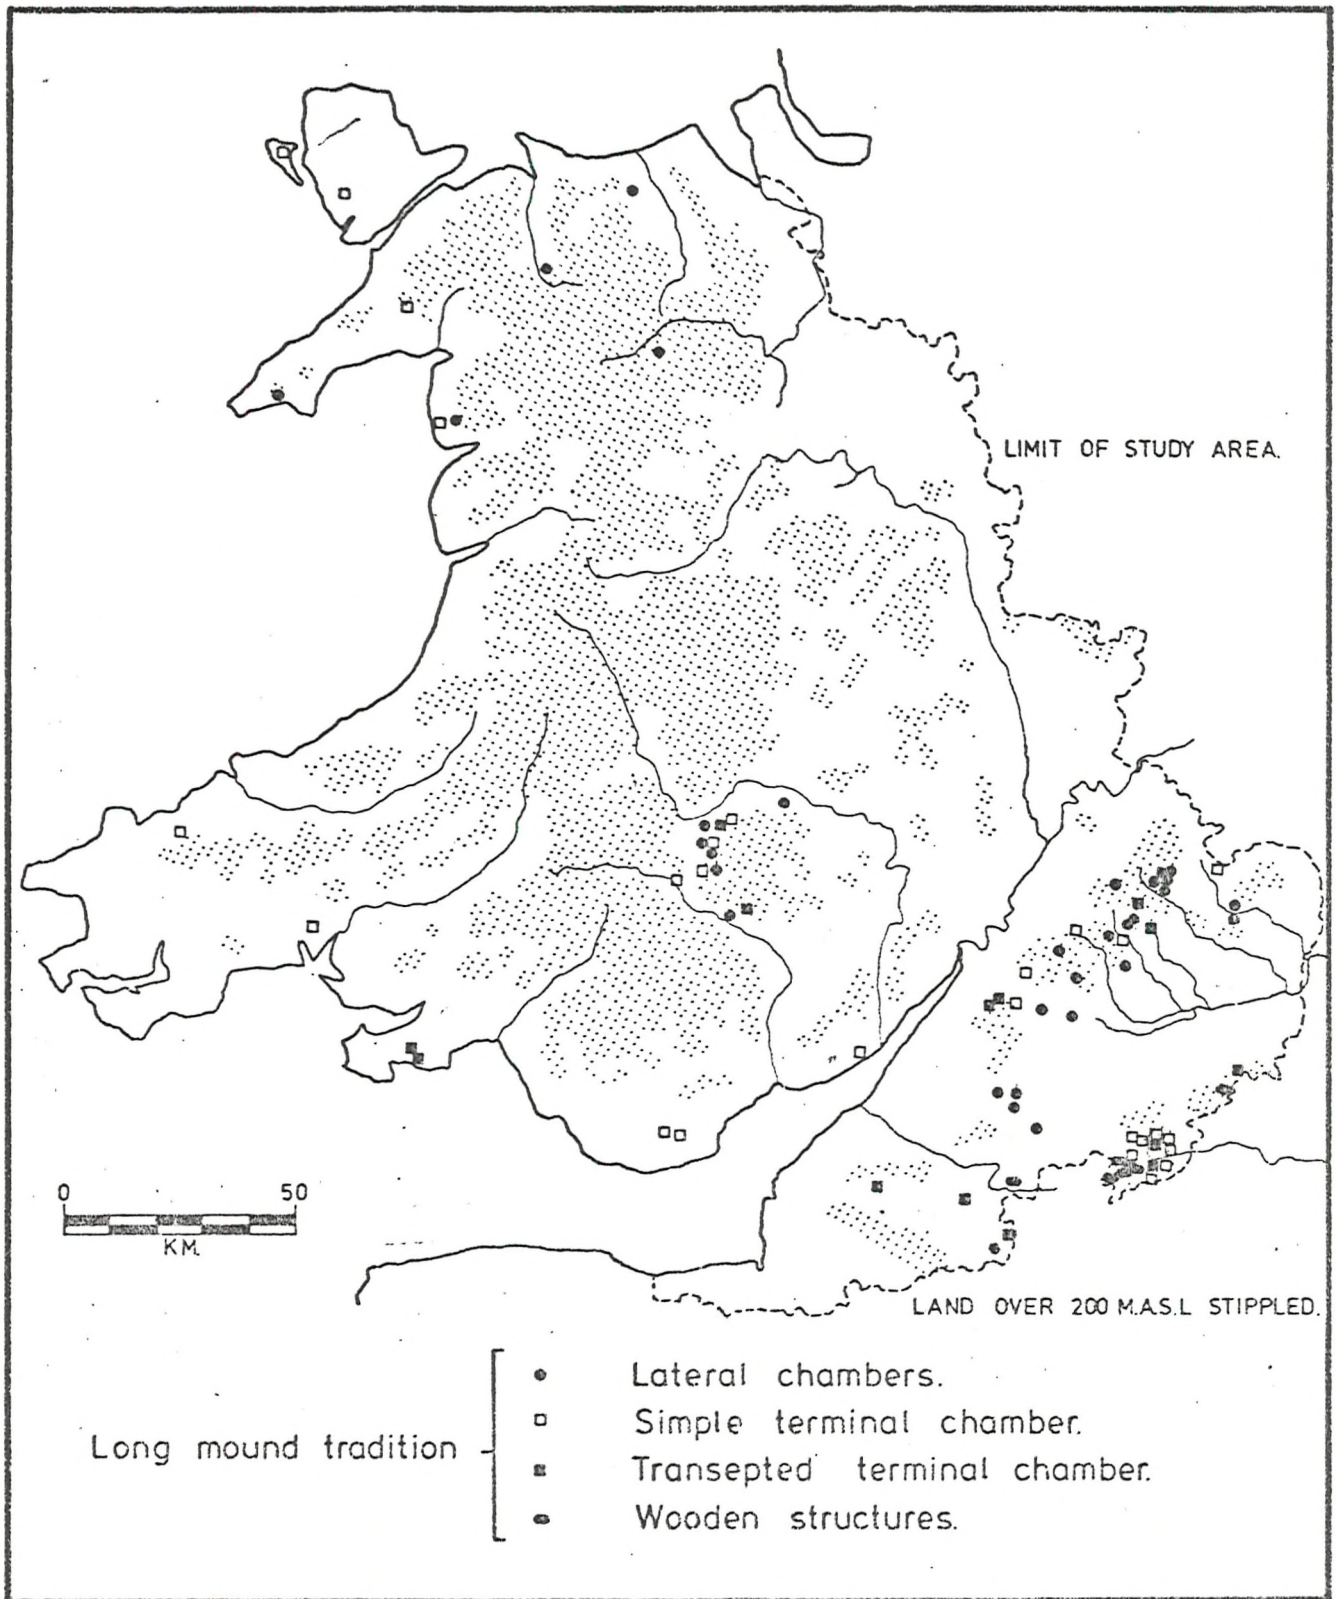 LIMIT OF STUDY AREA.
0 50
KM.
LAND OVER 200 M.A.S.L STIPPLED.
Long mound tradition
Lateral chambers.
Simple terminal chamber.
Transepted terminal chamber.
Wooden structures.